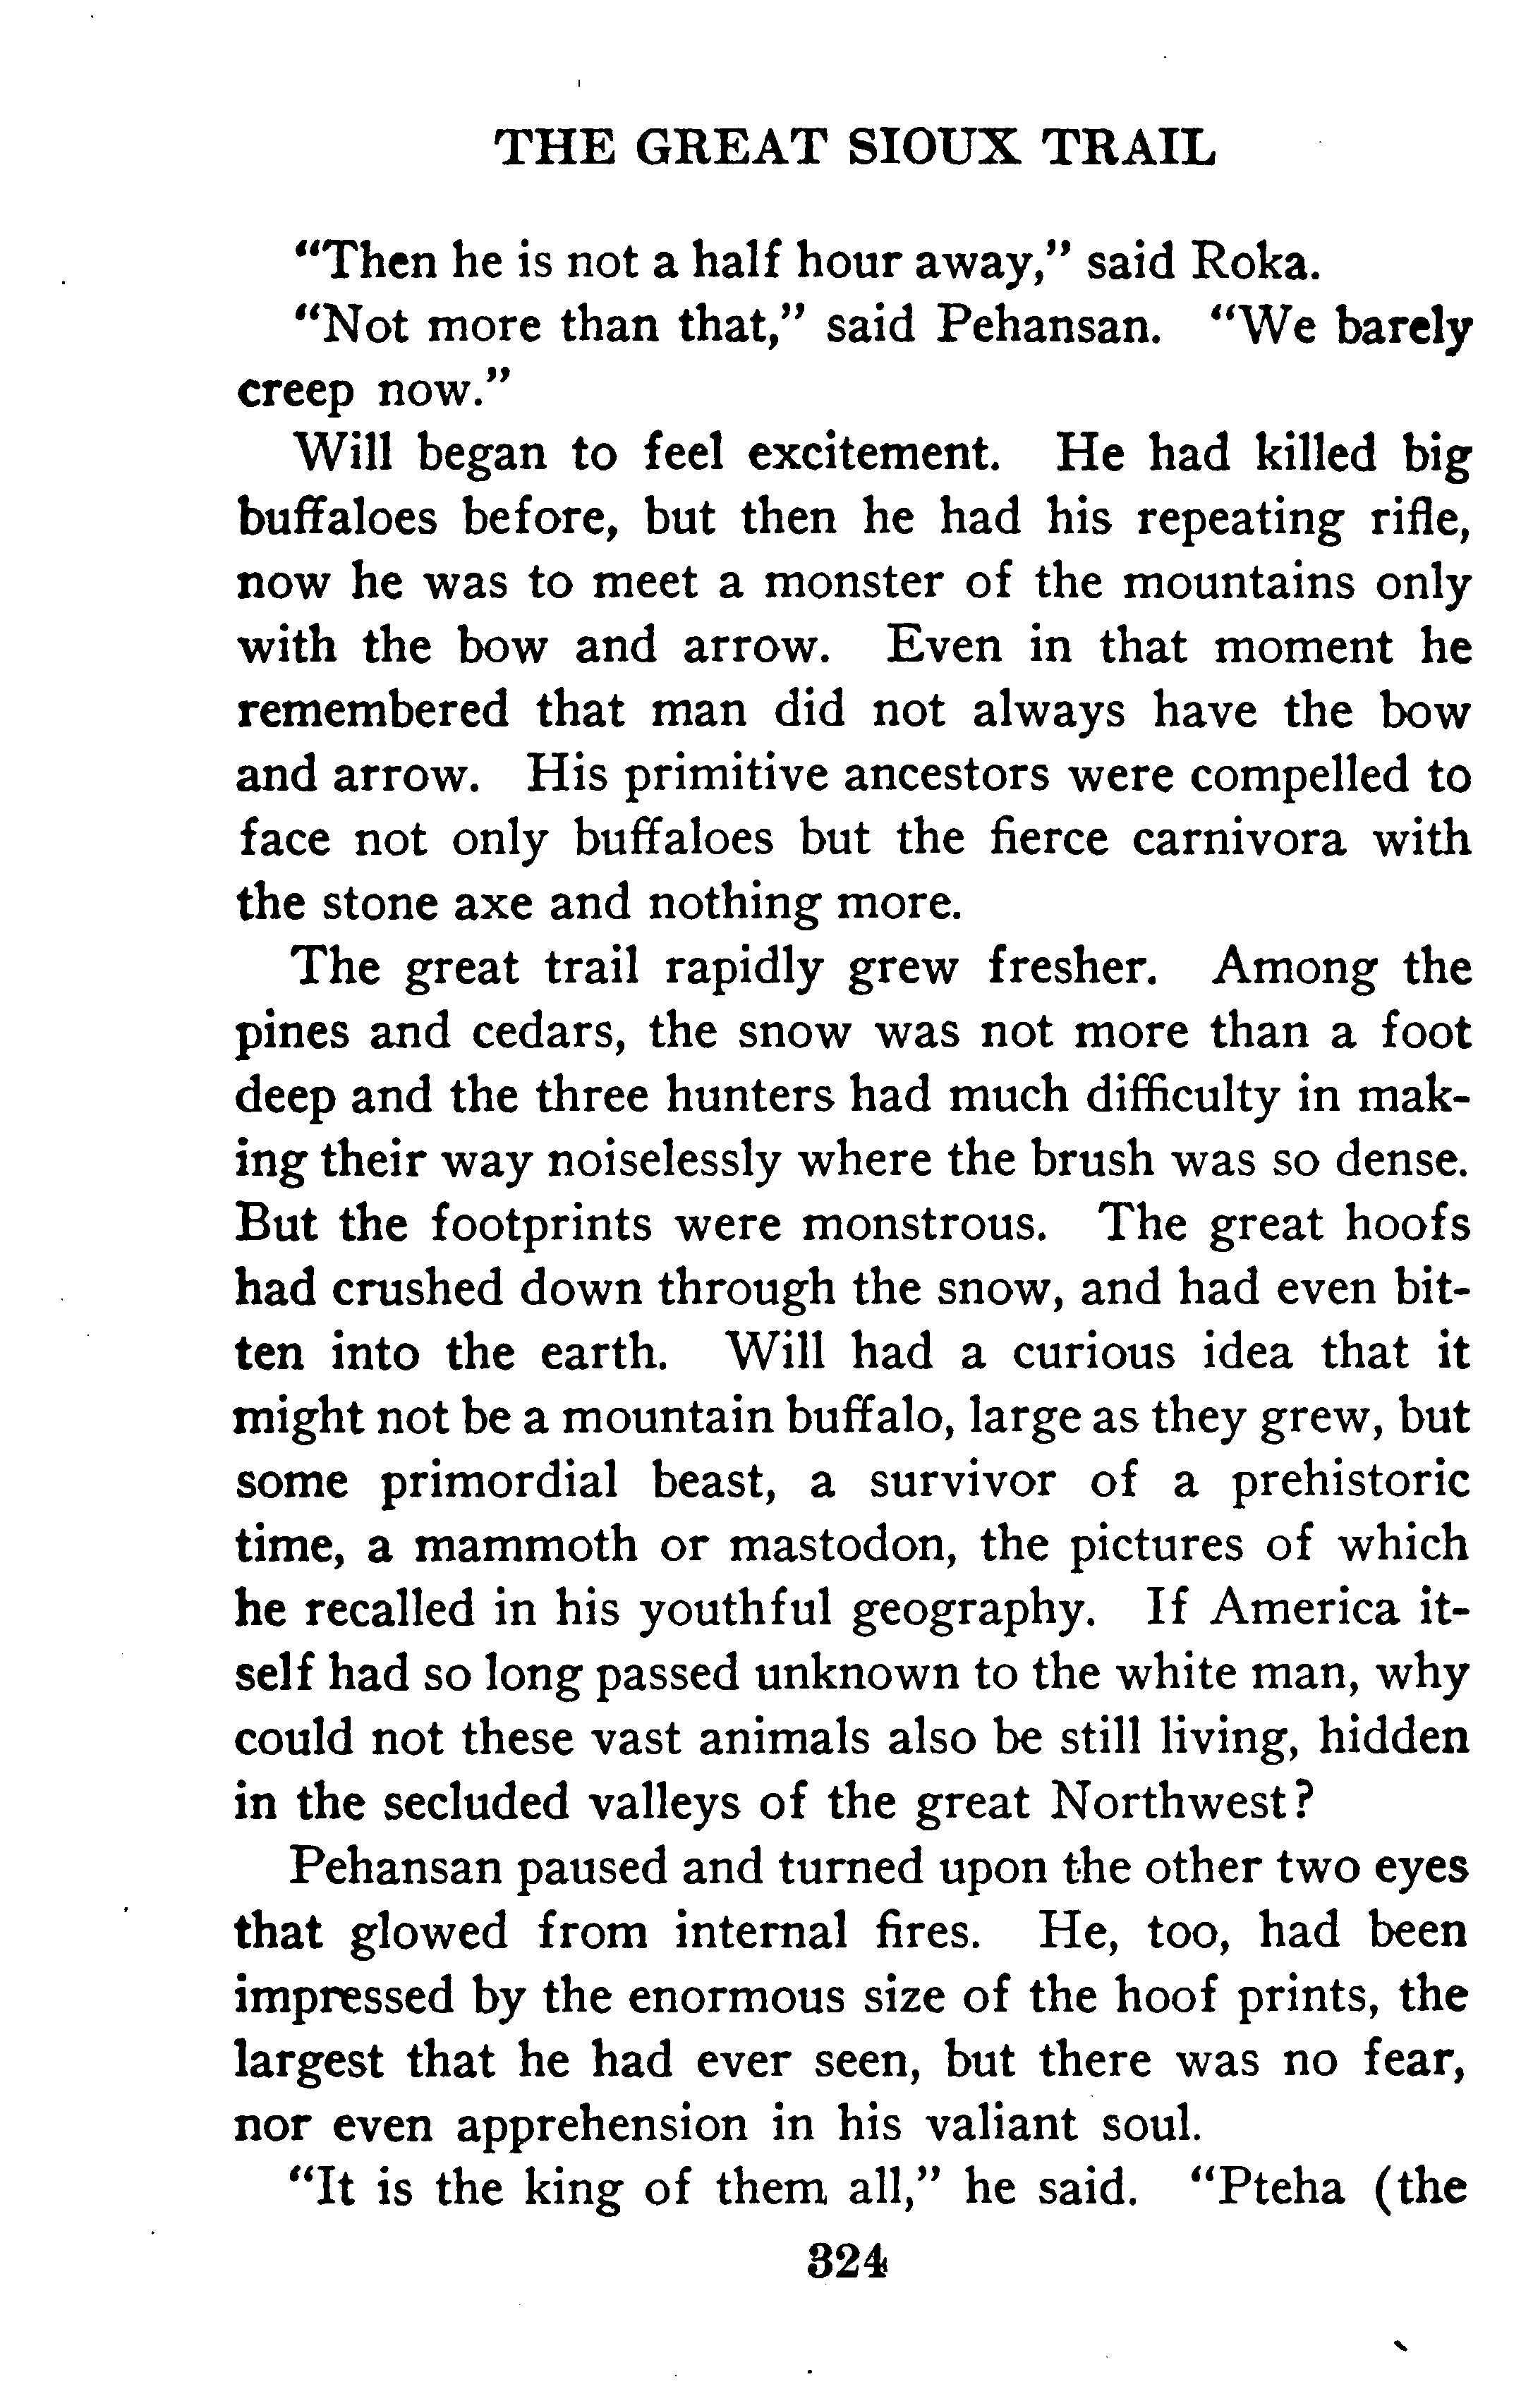 THE GREAT SIOUX TRAIL
"Then he is not a half hour away," said Roka.
"Not more than that," said Pehansan. "We barely
creep now."
Will began to feel excitement. He had killed big
buffaloes before, but then he had his repeating rifle,
now he was to meet a monster of the mountains only
with the bow and arrow. Even in that moment he
remembered that man did not always have the bow
and arrow. His primitive ancestors were compelled to
face not only buffaloes but the fierce carnivora with
the stone axe and nothing more.
The great trail rapidly grew fresher. Among the
pines and cedars, the snow was not more than a foot
deep and the three hunters had much difficulty in mak-
ing their way noiselessly where the brush was so dense.
But the footprints were monstrous. The great hoofs
had crushed down through the snow, and had even bit-
ten into the earth. Will had a curious idea that it
might not be a mountain buffalo, large as they grew, but
some primordial beast, a survivor of a prehistoric
time, a mammoth or mastodon, the pictures of which
he recalled in his youthful geography. If America it-
self had so long passed unknown to the white man, why
could not these vast animals also be still living, hidden
in the secluded valleys of the great Northwest?
Pehansan paused and turned upon the other two eyes
that glowed from internal fires. He, too, had been
impressed by the enormous size of the hoof prints, the
largest that he had ever seen, but there was no fear,
nor even apprehension in his valiant soul.
"It is the king of them all," he said. "Pteha (the
324